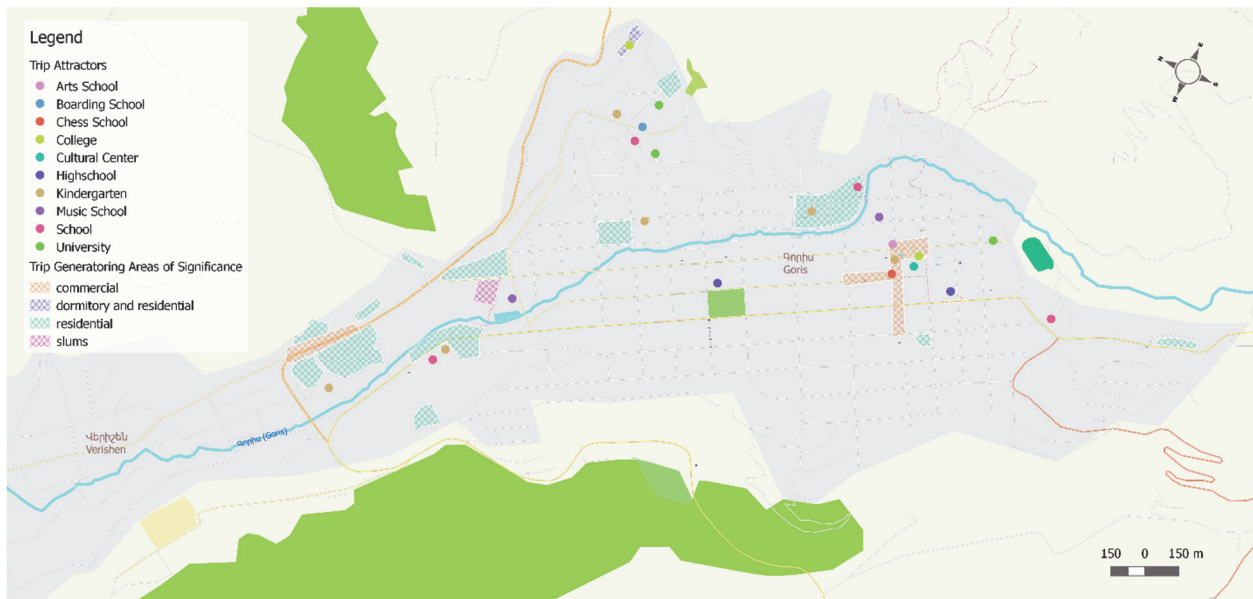 Legend
Trip Attractors
Arts School
Boarding School
Chess School
College
Cultural Center
Highschool
Kindergarten
Music School
School
University
Trip Generatoring Areas of Significance
commercial
dormitory and residential
residential
slums
Գորիս
Goris
Վերիշեն
Verishen
Գորիս (Goris)
N
E
S
W
150 0 150 m